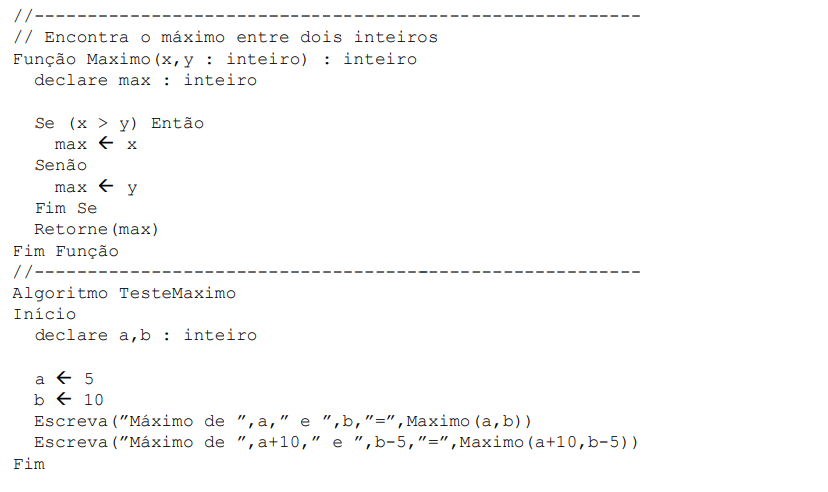 //---------------------------------------------------------
// Encontra o máximo entre dois inteiros
Função Maximo(x,y : inteiro) : inteiro
  declare max : inteiro

  Se (x > y) Então
    max 🡨 x
  Senão
    max 🡨 y
  Fim Se
  Retorne(max)
Fim Função
//---------------------------------------------------------
Algoritmo TesteMaximo
Início
  declare a,b : inteiro

  a 🡨 5
  b 🡨 10
  Escreva(”Máximo de ”,a,” e ”,b,”=”,Maximo(a,b))
  Escreva(”Máximo de ”,a+10,” e ”,b-5,”=”,Maximo(a+10,b-5))
Fim